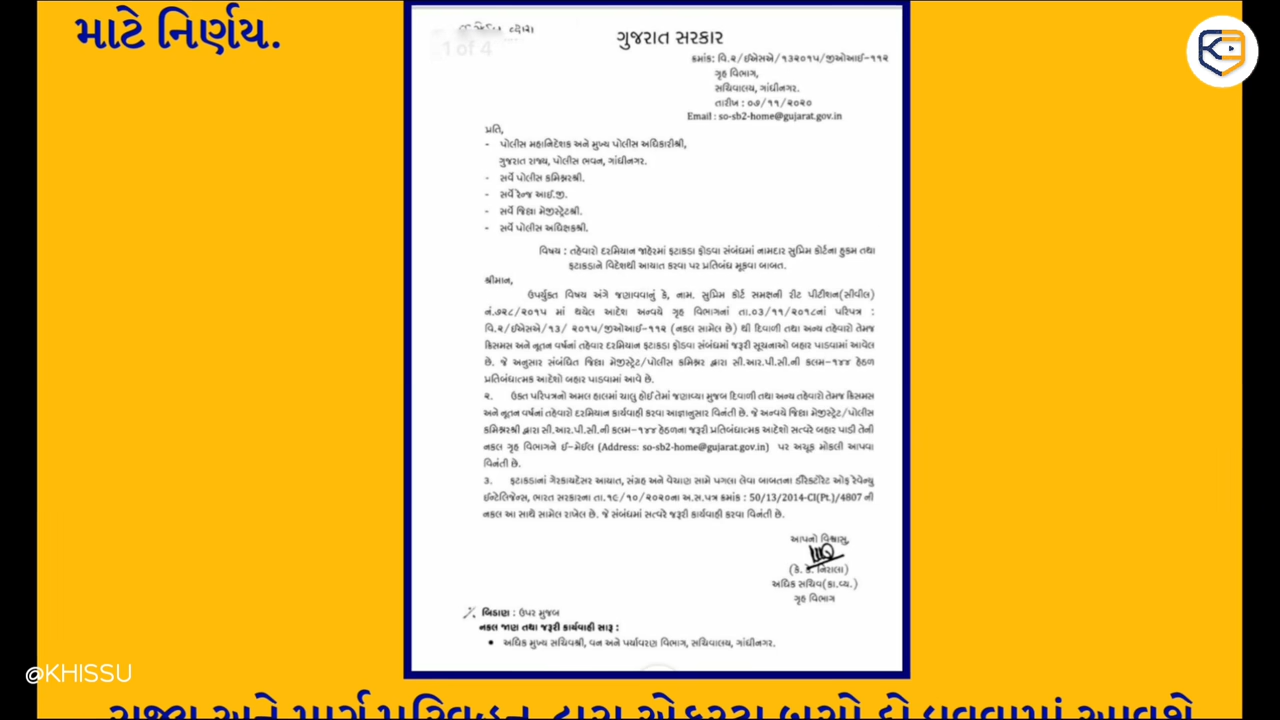 માટે નિર્ણય.
1 of 4
ગુજરાત સરકાર
ક્રમાંક: વિ.૨/ઈએસએ/૧૩૨૦૧૫/જીઓઆઈ-૧૧૨
ગૃહ વિભાગ,
સચિવાલય, ગાંધીનગર.
તારીખ : ૦૭/૧૧/૨૦૨૦
Email : so-sb2-home@gujarat.gov.in
પ્રતિ,
- પોલીસ મહાનિદેશક અને મુખ્ય પોલીસ અધિકારીશ્રી,
ગુજરાત રાજ્ય, પોલીસ ભવન, ગાંધીનગર.
- સર્વે પોલીસ કમિશ્નરશ્રી.
- સર્વે રેન્જ આઈ.જી.
- સર્વે જિલ્લા મેજીસ્ટ્રેટશ્રી.
- સર્વે પોલીસ અધિક્ષકશ્રી.
વિષય : તહેવારો દરમિયાન જાહેરમાં ફટાકડા ફોડવા સંબંધમાં નામદાર સુપ્રિમ કોર્ટના હુકમ તથા
ફટાકડાને વિદેશથી આયાત કરવા પર પ્રતિબંધ મૂકવા બાબત.
શ્રીમાન,
ઉપર્યુક્ત વિષય અંગે જણાવવાનું કે, નામ. સુપ્રિમ કોર્ટ સમક્ષની રીટ પીટીશન(સીવીલ)
નં.૭૨૮/૨૦૧૫ માં થયેલ આદેશ અન્વયે ગૃહ વિભાગનાં તા.૦૩/૧૧/૨૦૧૮નાં પરિપત્ર :
વિ.૨/ઈએસએ/૧૩/ ૨૦૧૫/જીઓઆઈ-૧૧૨ (નકલ સામેલ છે) થી દિવાળી તથા અન્ય તહેવારો તેમજ
ક્રિસમસ અને નૂતન વર્ષનાં તહેવાર દરમિયાન ફટાકડા ફોડવા સંબંધમાં જરૂરી સૂચનાઓ બહાર પાડવામાં આવેલ
છે. જે અનુસાર સંબંધિત જિલ્લા મેજીસ્ટ્રેટ/પોલીસ કમિશ્નર દ્વારા સી.આર.પી.સી.ની કલમ-૧૪૪ હેઠળ
પ્રતિબંધાત્મક આદેશો બહાર પાડવામાં આવે છે.
૨. ઉક્ત પરિપત્રનો અમલ હાલમાં ચાલુ હોઈ તેમાં જણાવ્યા મુજબ દિવાળી તથા અન્ય તહેવારો તેમજ ક્રિસમસ
અને નૂતન વર્ષનાં તહેવારો દરમિયાન કાર્યવાહી કરવા આજ્ઞાનુસાર વિનંતી છે. જે અન્વયે જિલ્લા મેજીસ્ટ્રેટ/પોલીસ
કમિશ્નરશ્રી દ્વારા સી.આર.પી.સી.ની કલમ-૧૪૪ હેઠળના જરૂરી પ્રતિબંધાત્મક આદેશો સત્વરે બહાર પાડી તેની
નકલ ગૃહ વિભાગને ઈ-મેઈલ (Address: so-sb2-home@gujarat.gov.in) પર અચૂક મોકલી આપવા
વિનંતી છે.
૩. ફટાકડાનાં ગેરકાયદેસર આયાત, સંગ્રહ અને વેચાણ સામે પગલા લેવા બાબતના ડીરેક્ટોરેટ ઓફ રેવેન્યુ
ઈન્ટેલિજેન્સ, ભારત સરકારના તા.૧૯/૧૦/૨૦૨૦ના અ.સ.પત્ર ક્રમાંક : 50/13/2014-CI(Pt.)/4807 ની
નકલ આ સાથે સામેલ રાખેલ છે. જે સંબંધમાં સત્વરે જરૂરી કાર્યવાહી કરવા વિનંતી છે.
આપનો વિશ્વાસુ,
(કે. કે. નિરાલા)
અધિક સચિવ(કા.વ્ય.)
ગૃહ વિભાગ
બિડાણ : ઉપર મુજબ
નકલ જાણ તથા જરૂરી કાર્યવાહી સારૂ :
• અધિક મુખ્ય સચિવશ્રી, વન અને પર્યાવરણ વિભાગ, સચિવાલય, ગાંધીનગર.
@KHISSU